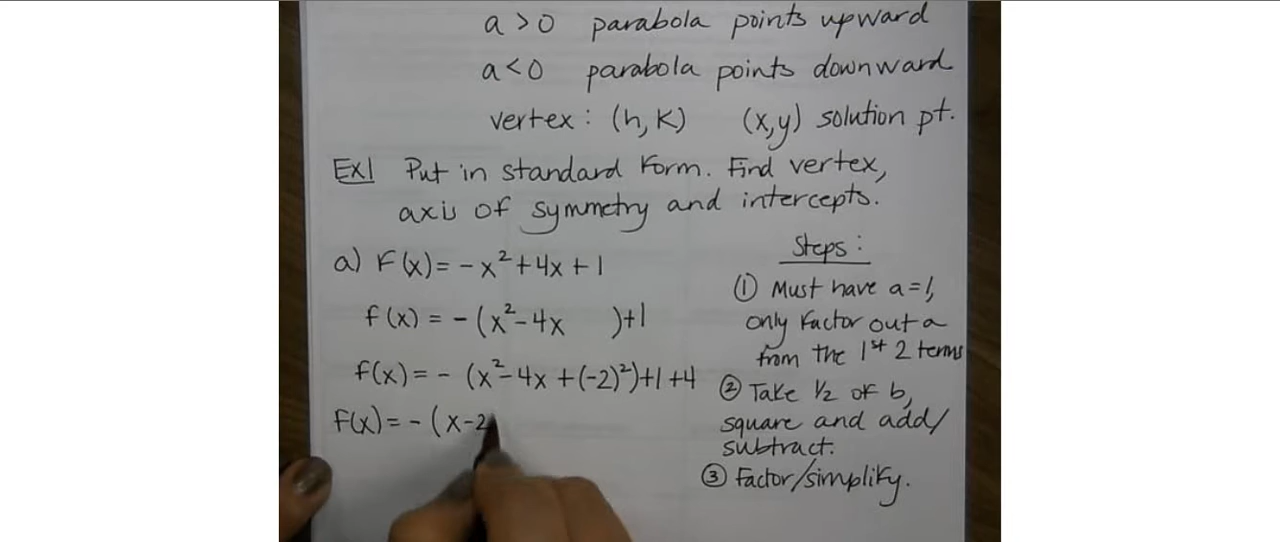 a > 0 parabola points upward
a < 0 parabola points downward
vertex: (h, k) (x,y) solution pt.
Ex1 Put in standard form. Find vertex,
axis of symmetry and intercepts.
a) f(x) = - x² + 4x + 1
f(x) = - (x² - 4x )+1
f(x) = - (x² - 4x + (-2)²)+1 +4
f(x) = - (x-2
Steps:
① Must have a=1,
only factor out a
from the 1st 2 terms
② Take ½ of b,
square and add/
subtract.
③ Factor/simplify.